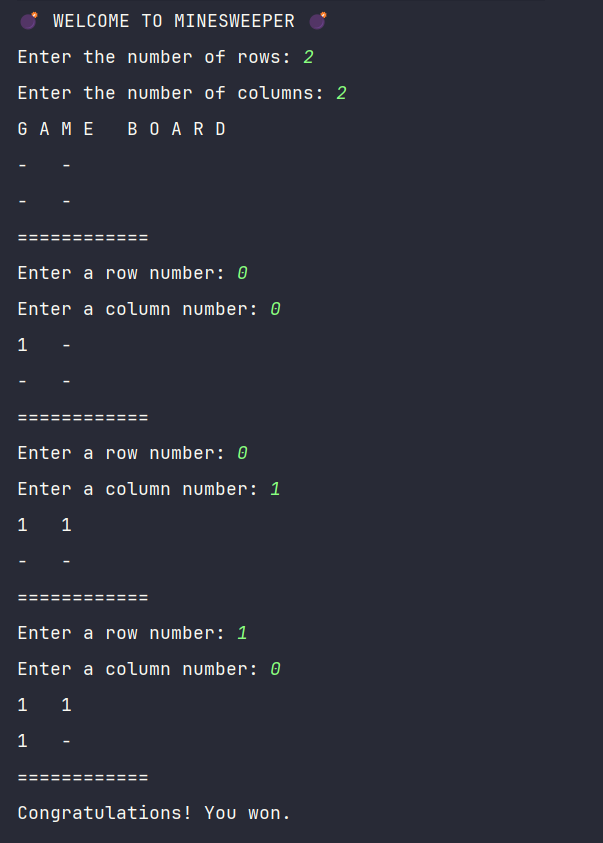 💣 WELCOME TO MINESWEEPER 💣
Enter the number of rows: 2
Enter the number of columns: 2
G A M E   B O A R D
-   -
-   -
============
Enter a row number: 0
Enter a column number: 0
1   -
-   -
============
Enter a row number: 0
Enter a column number: 1
1   1
-   -
============
Enter a row number: 1
Enter a column number: 0
1   1
1   -
============
Congratulations! You won.